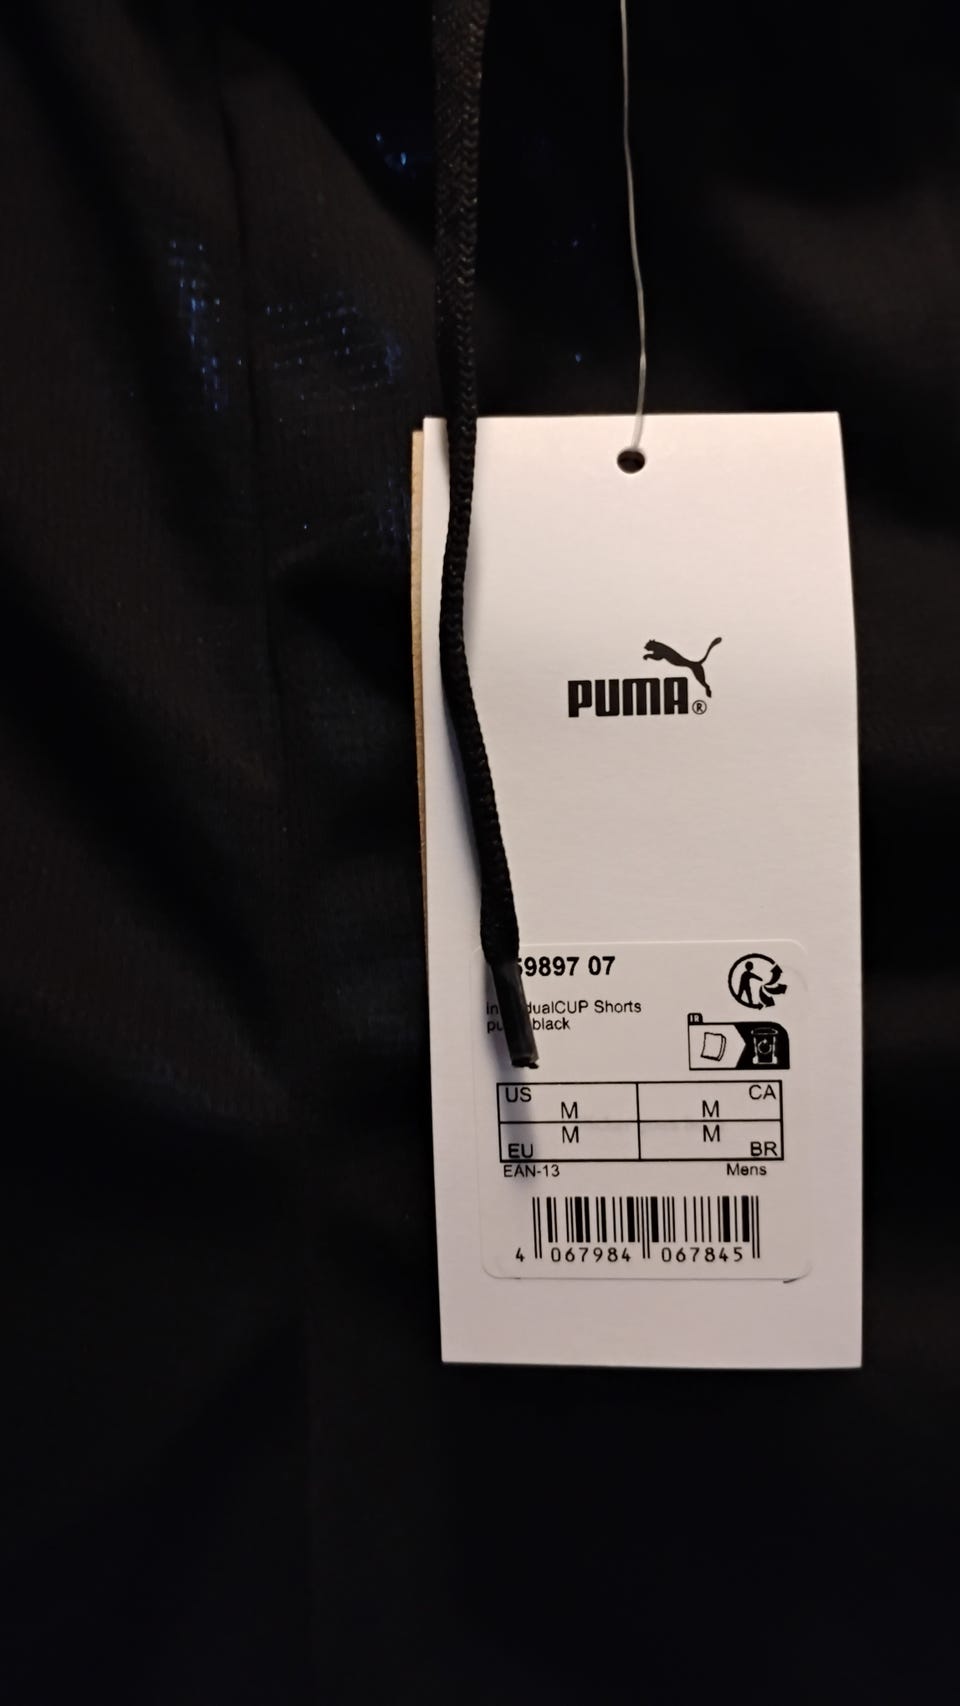 PUMA®
59897 07
dualCUP Shorts
black
US M M CA
EU M M BR
EAN-13 Mens
4 067984 067845